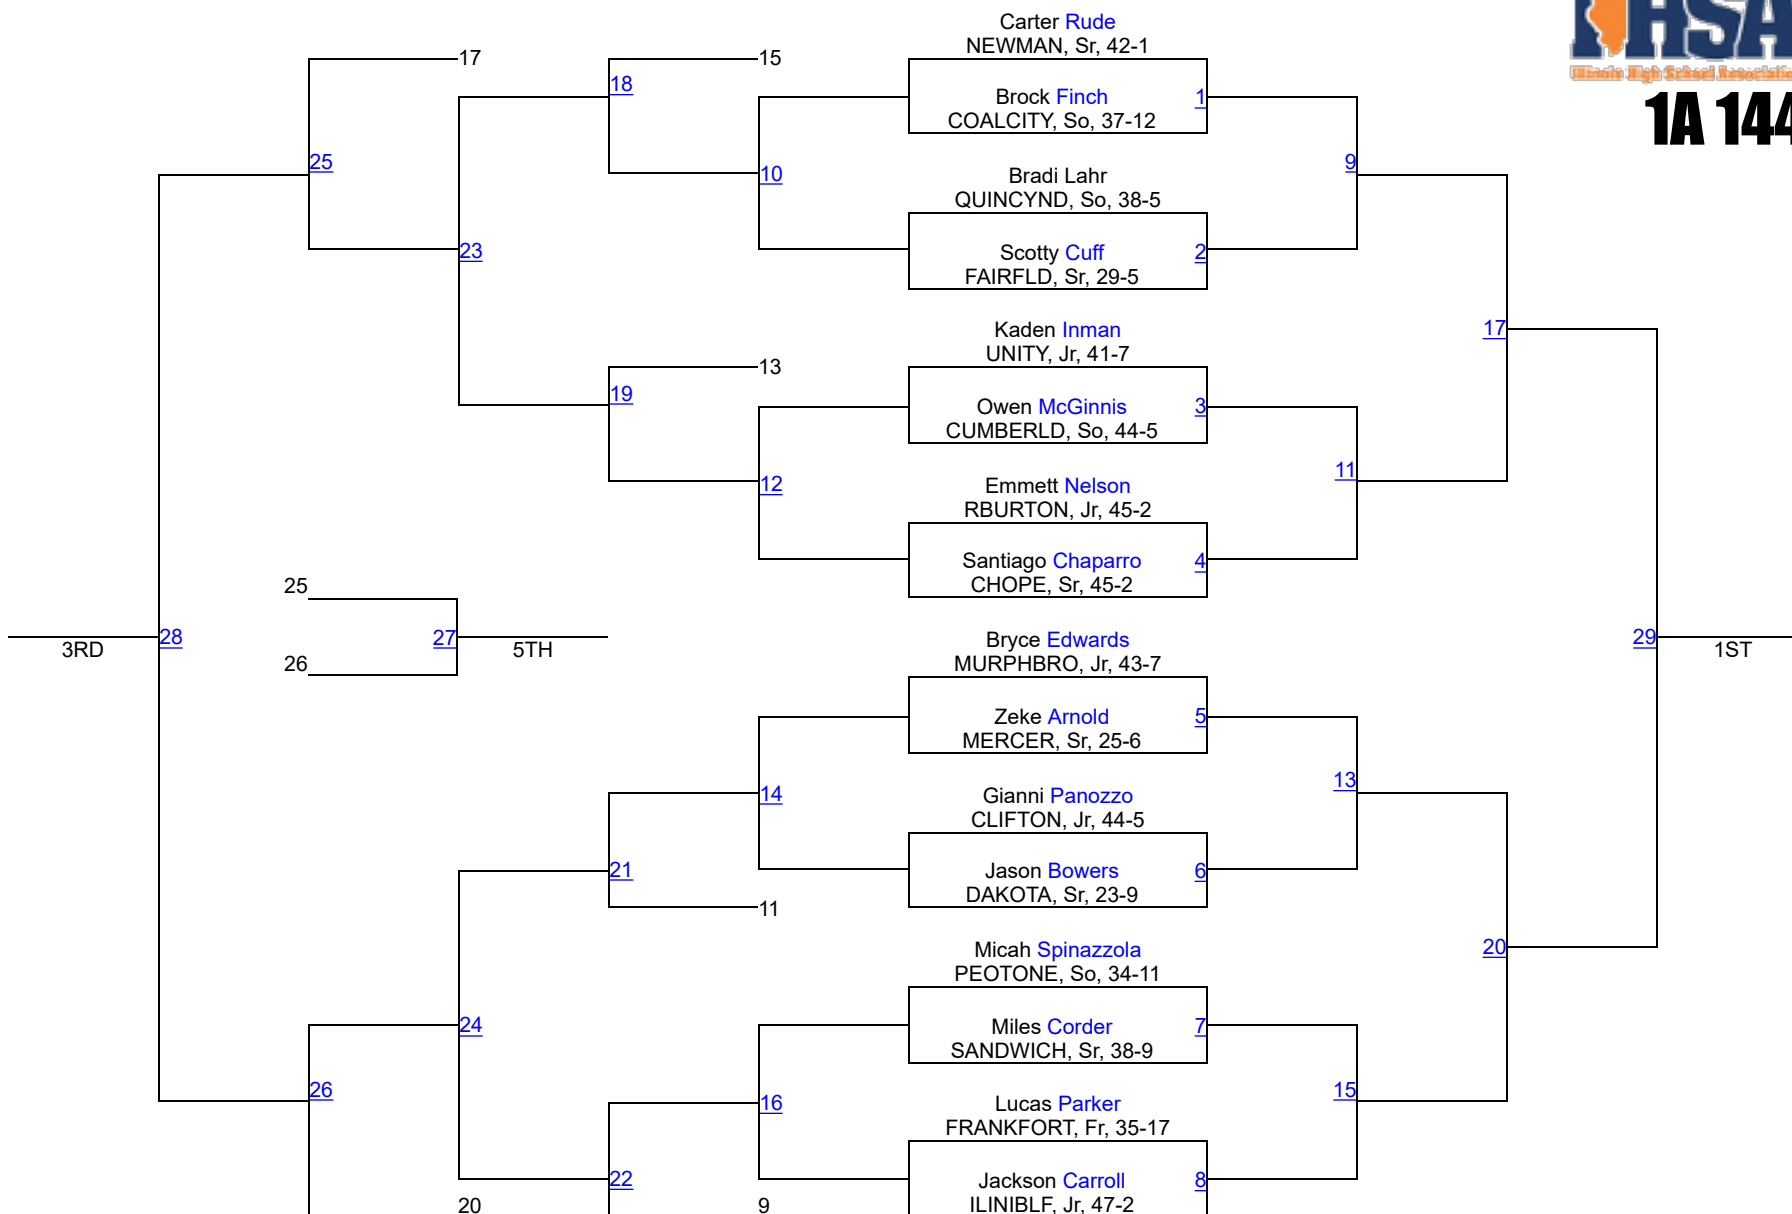 HSA
Illinois High School Associatio
1A 144
Carter Rude
NEWMAN, Sr, 42-1
17
15
18
Brock Finch
1
COALCITY, So, 37-12
25
10
9
Bradi Lahr
QUINCYND, So, 38-5
23
Scotty Cuff
2
FAIRFLD, Sr, 29-5
Kaden Inman
17
UNITY, Jr, 41-7
13
19
Owen McGinnis
3
CUMBERLD, So, 44-5
12
11
Emmett Nelson
RBURTON, Jr, 45-2
Santiago Chaparro
4
CHOPE, Sr, 45-2
25
3RD
28
27
5TH
Bryce Edwards
29
1ST
26
MURPHBRO, Jr, 43-7
Zeke Arnold
5
MERCER, Sr, 25-6
14
13
Gianni Panozzo
CLIFTON, Jr, 44-5
21
Jason Bowers
6
DAKOTA, Sr, 23-9
11
Micah Spinazzola
20
PEOTONE, So, 34-11
24
Miles Corder
7
SANDWICH, Sr, 38-9
26
16
15
Lucas Parker
FRANKFORT, Fr, 35-17
22
Jackson Carroll
8
20
9
ILINIBLF, Jr, 47-2